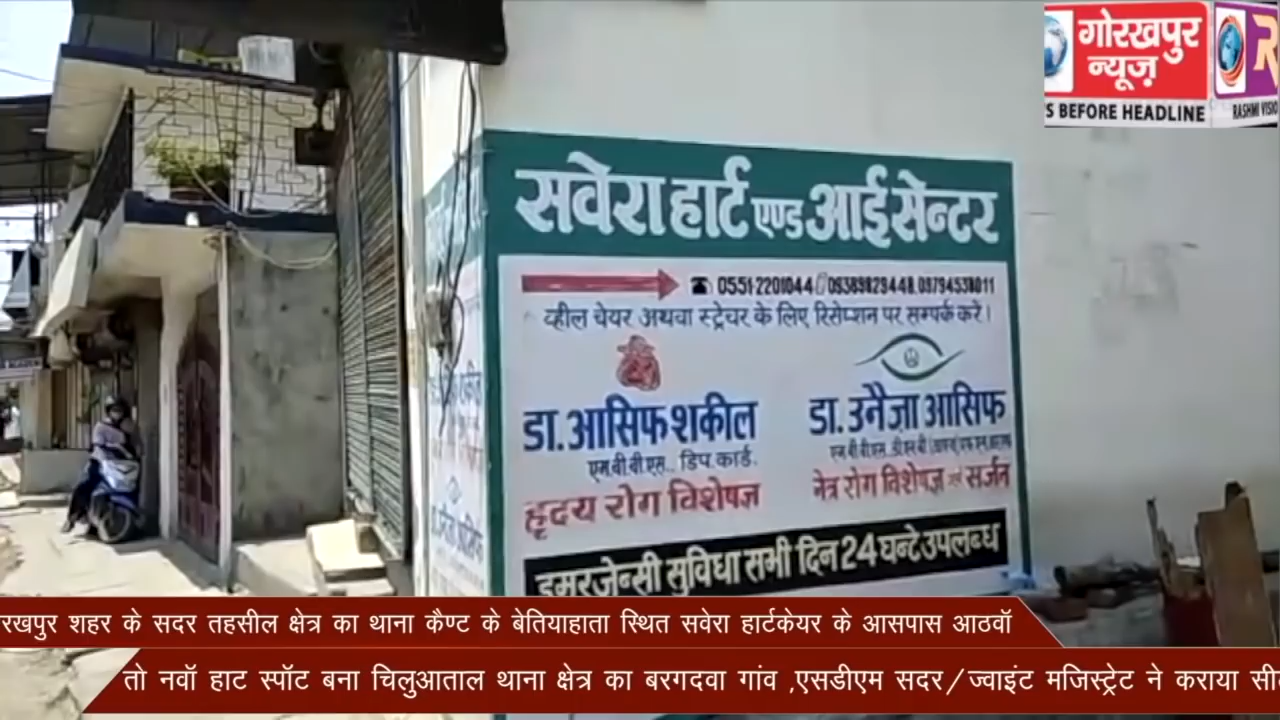 गोरखपुर
न्यूज़
S BEFORE HEADLINE
R
RASHMI VISI
सवेरा हार्ट एण्ड आई सेन्टर
0551-2201044
व्हील चेयर अथवा स्ट्रेचर के लिए रिसेप्शन पर सम्पर्क करें।
डा. आसिफ शकील
एम.बी.बी.एस., डिप.कार्ड.
हृदय रोग विशेषज्ञ
डा. उनैजा आसिफ
नेत्र रोग विशेषज्ञ एवं सर्जन
इमरजेन्सी सुविधा सभी दिन 24 घन्टे उपलब्ध
रखपुर शहर के सदर तहसील क्षेत्र का थाना कैण्ट के बेतियाहाता स्थित सवेरा हार्टकेयर के आसपास आठवॉ
तो नवॉ हाट स्पॉट बना चिलुआताल थाना क्षेत्र का बरगदवा गांव ,एसडीएम सदर/ज्वाइंट मजिस्ट्रेट ने कराया सी